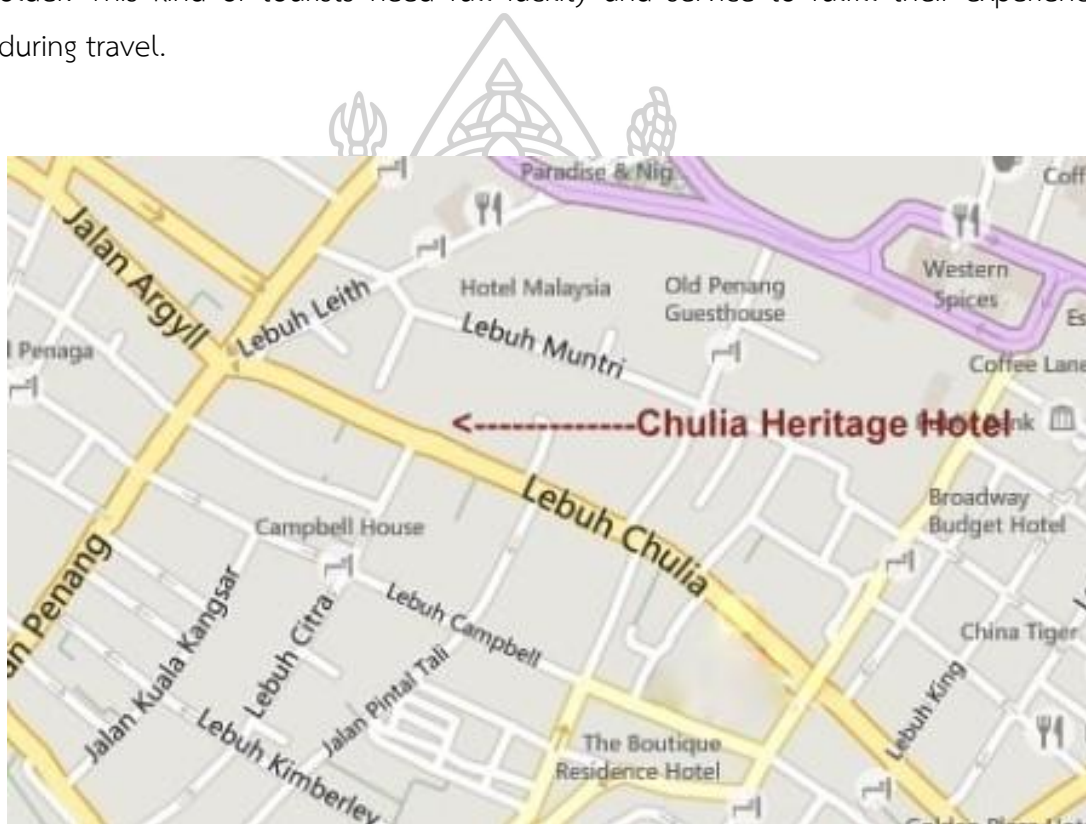 during travel.
Paradise & Nig
Coff
Jalan Argyll
Western
Spices
Hotel Malaysia
Old Penang
Guesthouse
Lebuh Leith
Lebuh Muntri
Penaga
Coffee Lane
<-------------Chulia Heritage Hotel
Lebuh Chulia
Broadway
Budget Hotel
Campbell House
Penang
Jalan Kuala Kangsar
Lebuh Citra
Lebuh Campbell
China Tiger
Jalan Pintal Tali
Lebuh King
Lebuh Kimberley
The Boutique
Residence Hotel